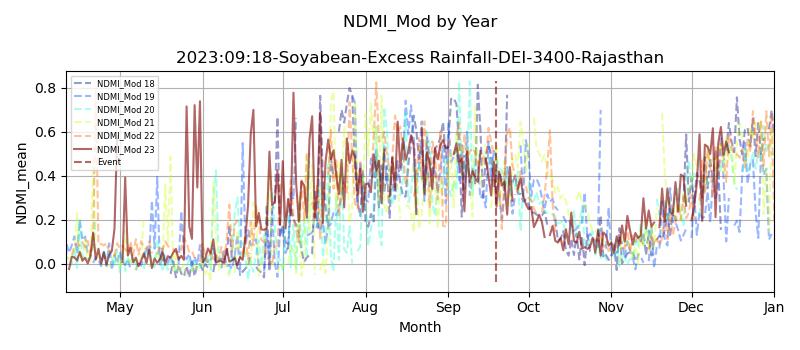 NDMI_Mod by Year
2023:09:18-Soyabean-Excess Rainfall-DEI-3400-Rajasthan
NDMI_mean
0.8
0.6
0.4
0.2
0.0
NDMI_Mod 18
NDMI_Mod 19
NDMI_Mod 20
NDMI_Mod 21
NDMI_Mod 22
NDMI_Mod 23
Event
May Jun Jul Aug Sep Oct Nov Dec Jan
Month